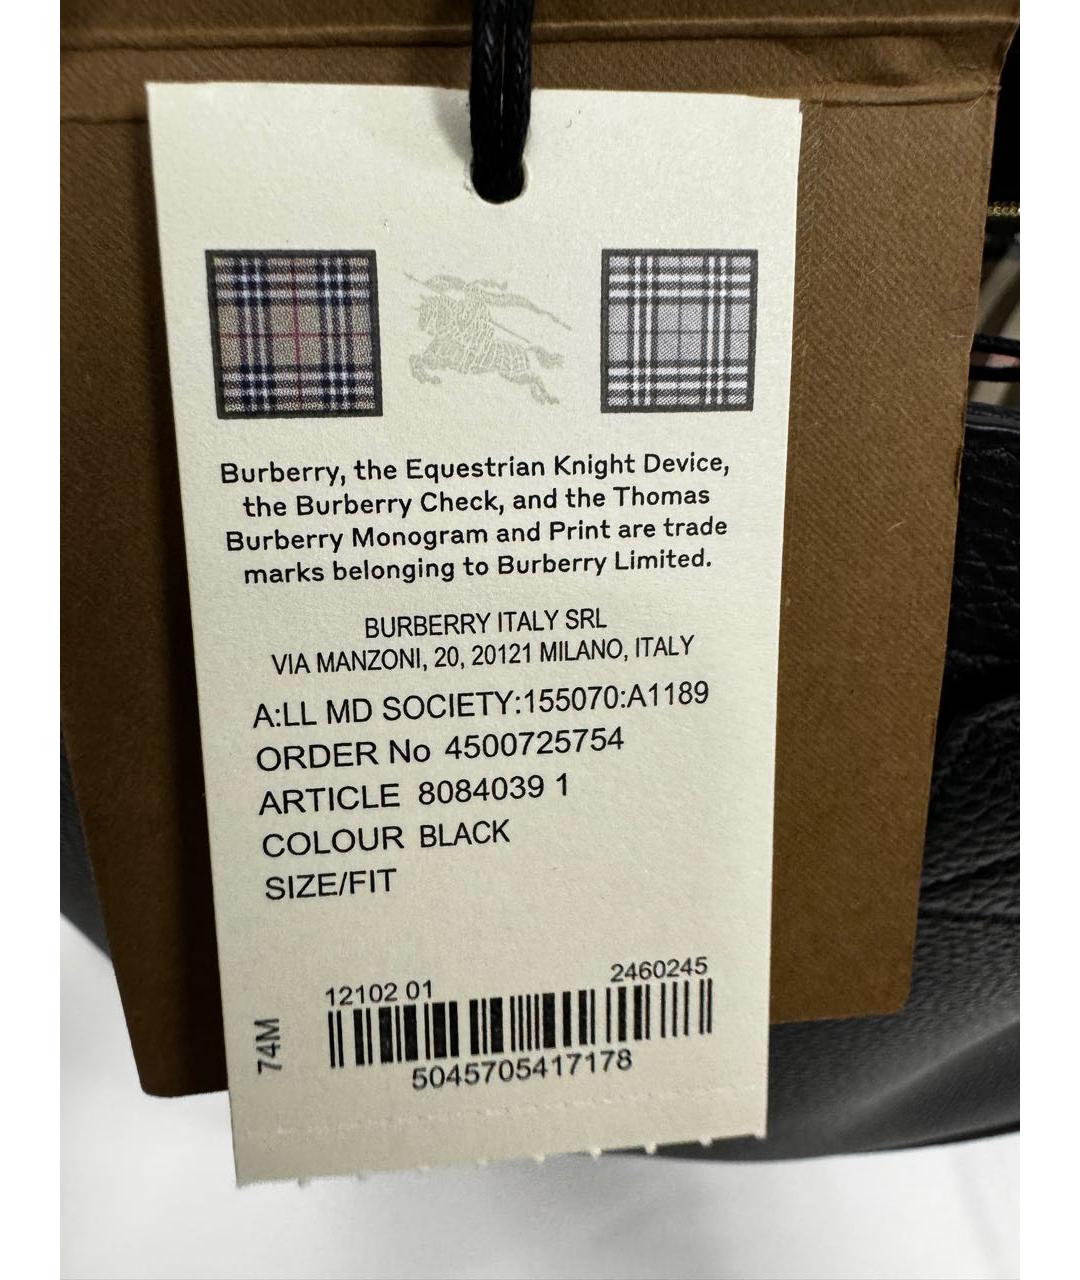 Burberry, the Equestrian Knight Device,
the Burberry Check, and the Thomas
Burberry Monogram and Print are trade
marks belonging to Burberry Limited.
BURBERRY ITALY SRL
VIA MANZONI, 20, 20121 MILANO, ITALY
A:LL MD SOCIETY:155070:A1189
ORDER No 4500725754
ARTICLE 8084039 1
COLOUR BLACK
SIZE/FIT
12102 01 2460245
74M
5045705417178